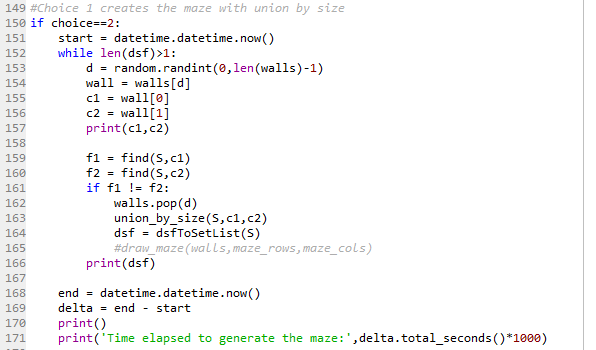 149 #Choice 1 creates the maze with union by size
150 if choice==2:
151     start = datetime.datetime.now()
152     while len(dsf)>1:
153         d = random.randint(0,len(walls)-1)
154         wall = walls[d]
155         c1 = wall[0]
156         c2 = wall[1]
157         print(c1,c2)
158
159         f1 = find(S,c1)
160         f2 = find(S,c2)
161         if f1 != f2:
162             walls.pop(d)
163             union_by_size(S,c1,c2)
164             dsf = dsfToSetList(S)
165             #draw_maze(walls,maze_rows,maze_cols)
166         print(dsf)
167
168     end = datetime.datetime.now()
169     delta = end - start
170     print()
171     print('Time elapsed to generate the maze:',delta.total_seconds()*1000)